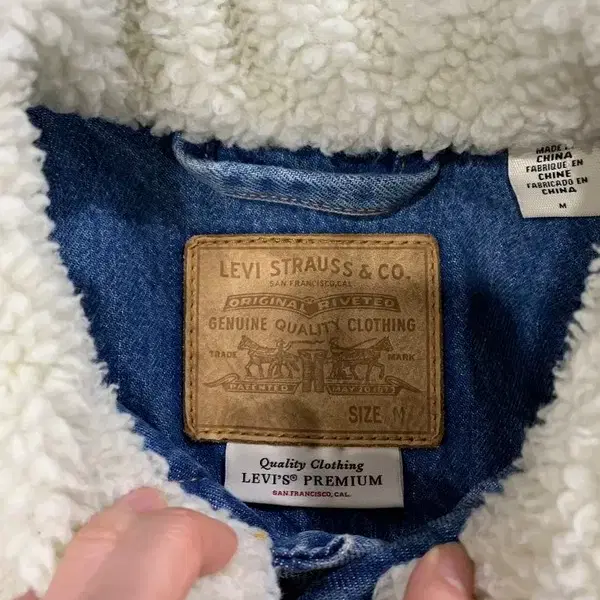 MADE IN
CHINA
FABRIQUE EN
CHINE
FABRICADO EN
CHINA
M
LEVI STRAUSS & CO.
SAN FRANCISCO, CAL.
ORIGINAL RIVETED
GENUINE QUALITY CLOTHING
TRADE MARK
PATENTED MAY 20 1873
SIZE M
Quality Clothing
LEVI'S® PREMIUM
SAN FRANCISCO, CAL.